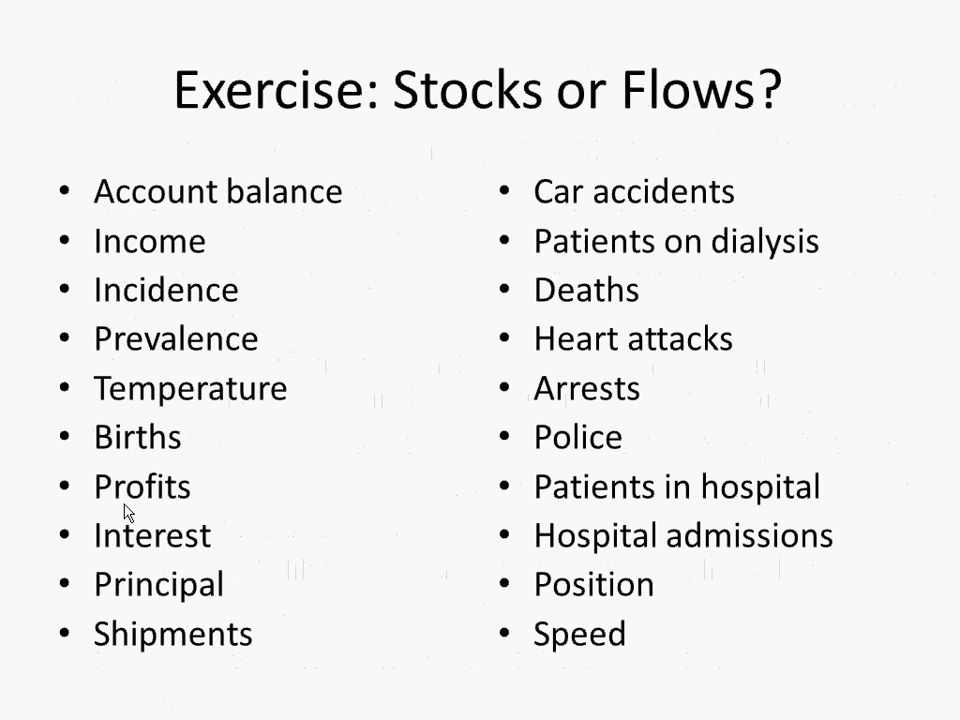 Exercise: Stocks or Flows?
• Account balance
• Income
• Incidence
• Prevalence
• Temperature
• Births
• Profits
• Interest
• Principal
• Shipments
• Car accidents
• Patients on dialysis
• Deaths
• Heart attacks
• Arrests
• Police
• Patients in hospital
• Hospital admissions
• Position
• Speed